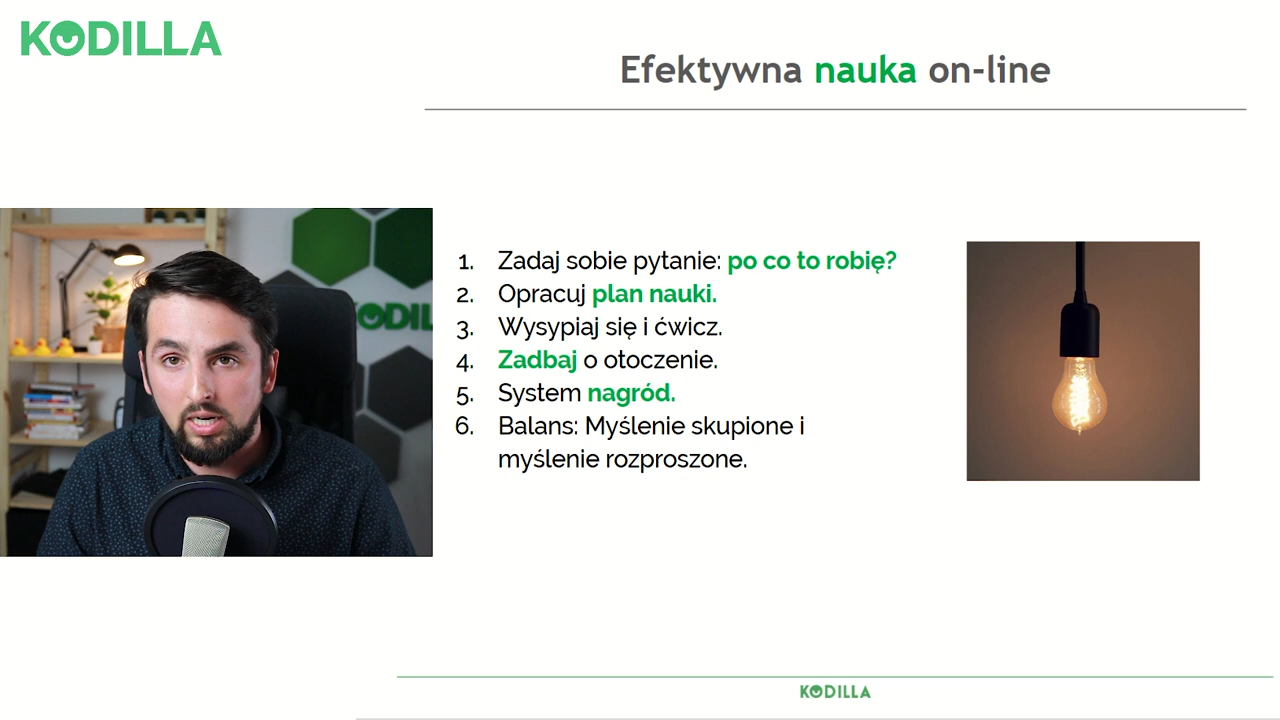 KODILLA
Efektywna nauka on-line
KODIL
1. Zadaj sobie pytanie: po co to robię?
2. Opracuj plan nauki.
3. Wysypiaj się i ćwicz.
4. Zadbaj o otoczenie.
5. System nagród.
6. Balans: Myślenie skupione i
myślenie rozproszone.
KODILLA